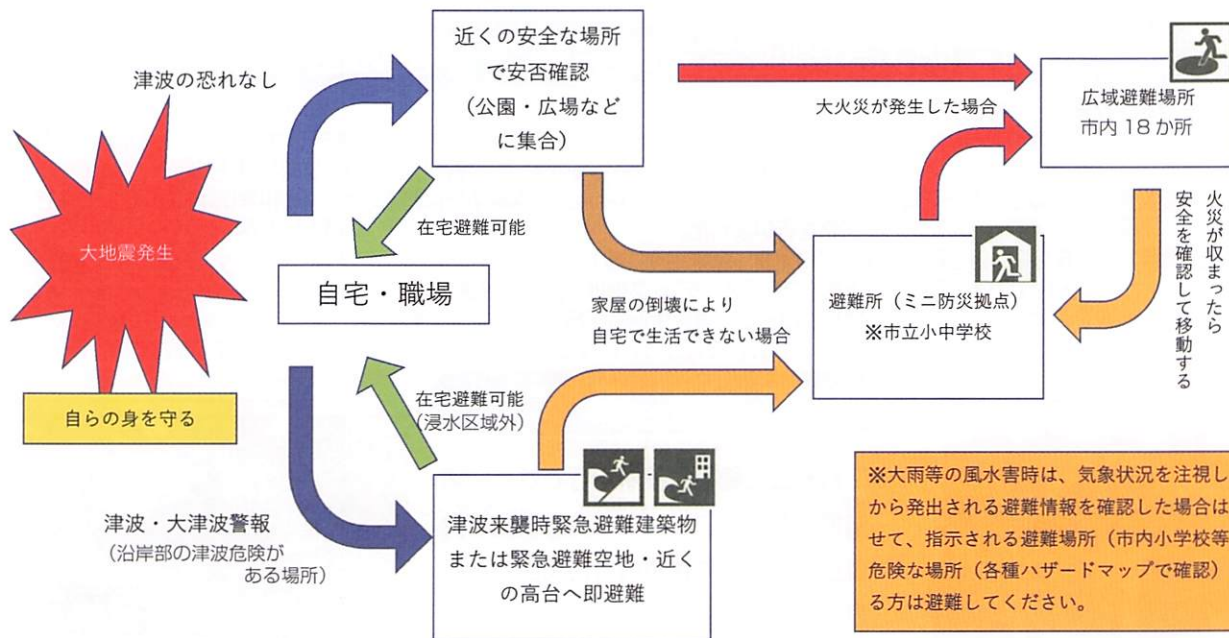 津波の恐れなし
大地震発生
自らの身を守る
近くの安全な場所
で安否確認
（公園・広場など
に集合）
大火災が発生した場合
広域避難場所
市内 18 か所
在宅避難可能
自宅・職場
家屋の倒壊により
自宅で生活できない場合
避難所（ミニ防災拠点）
※市立小中学校
火災が収まったら
安全を確認して移動する
在宅避難可能
（浸水区域外）
津波・大津波警報
（沿岸部の津波危険が
ある場所）
津波来襲時緊急避難建築物
または緊急避難空地・近く
の高台へ即避難
※大雨等の風水害時は、気象状況を注視し
から発出される避難情報を確認した場合は
せて、指示される避難場所（市内小学校等
危険な場所（各種ハザードマップで確認）
る方は避難してください。